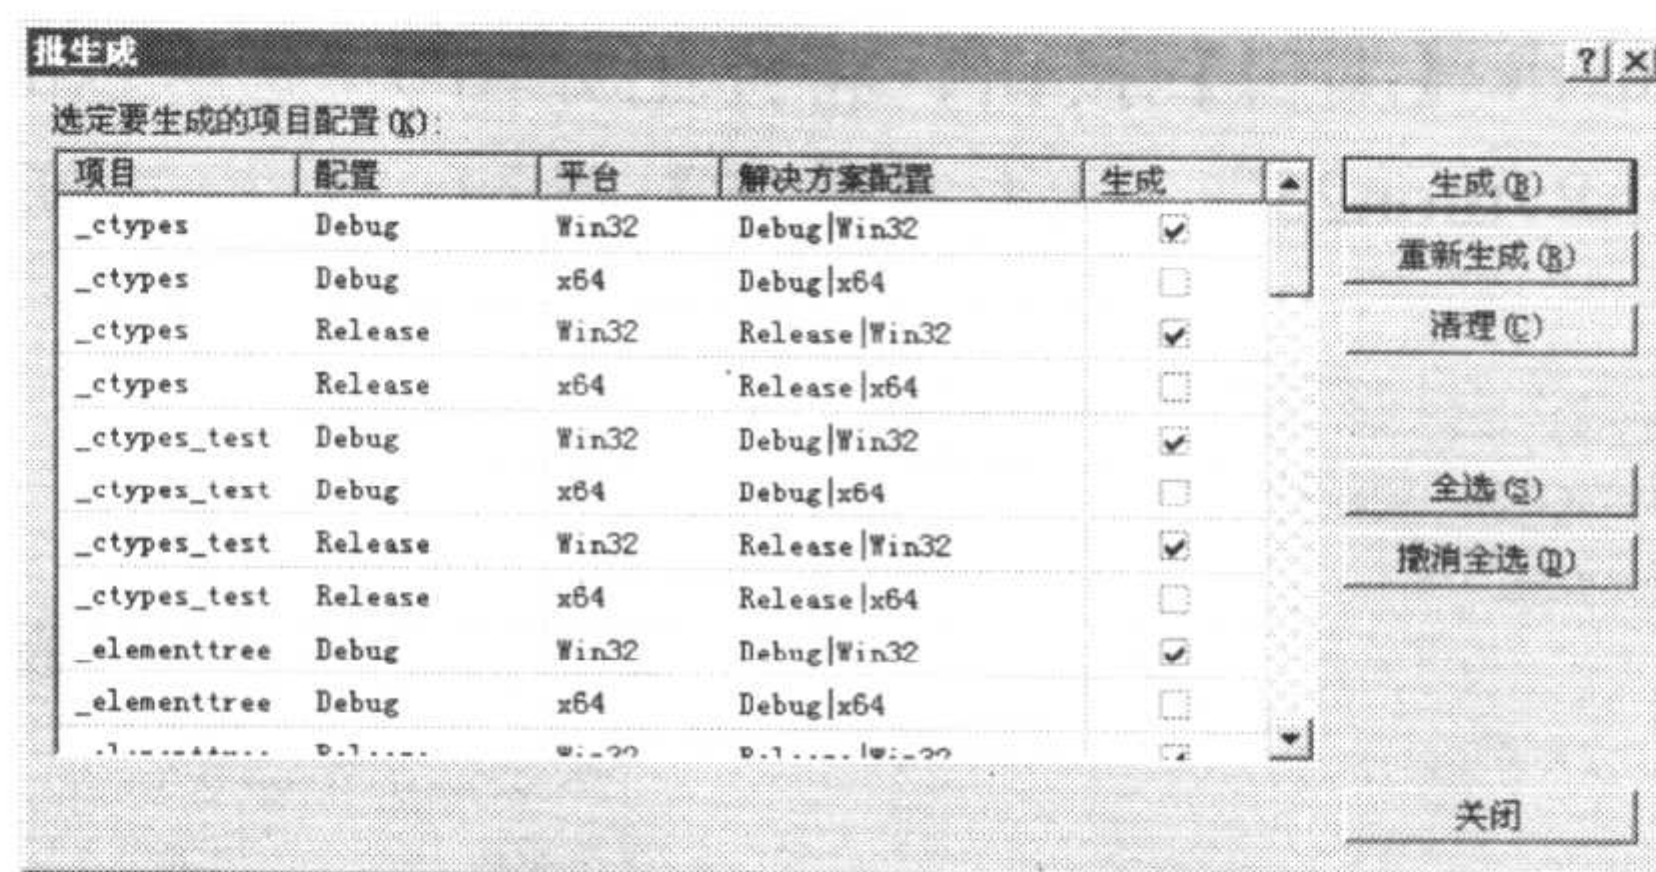 批生成
选定要生成的项目配置(K):
项目 配置 平台 解决方案配置 生成
_ctypes Debug Win32 Debug|Win32
_ctypes Debug x64 Debug|x64
_ctypes Release Win32 Release|Win32
_ctypes Release x64 Release|x64
_ctypes_test Debug Win32 Debug|Win32
_ctypes_test Debug x64 Debug|x64
_ctypes_test Release Win32 Release|Win32
_ctypes_test Release x64 Release|x64
_elementtree Debug Win32 Debug|Win32
_elementtree Debug x64 Debug|x64
生成(B)
重新生成(R)
清理(C)
全选(S)
撤消全选(D)
关闭